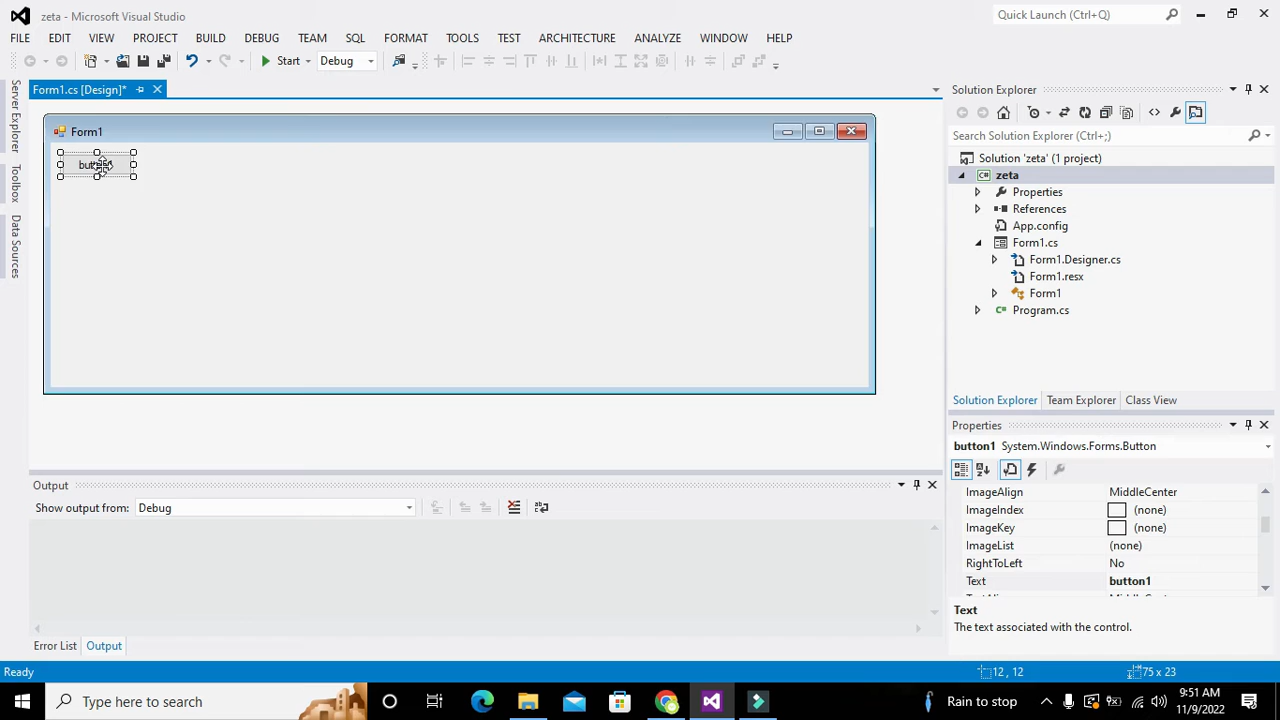 zeta - Microsoft Visual Studio
Quick Launch (Ctrl+Q)
FILE EDIT VIEW PROJECT BUILD DEBUG TEAM SQL FORMAT TOOLS TEST ARCHITECTURE ANALYZE WINDOW HELP
Start Debug
Server Explorer
Toolbox
Data Sources
Form1.cs [Design]*
Form1
Solution Explorer
Search Solution Explorer (Ctrl+;)
Solution 'zeta' (1 project)
zeta
Properties
References
App.config
Form1.cs
Form1.Designer.cs
Form1.resx
Form1
Program.cs
Solution Explorer Team Explorer Class View
Properties
button1 System.Windows.Forms.Button
ImageAlign MiddleCenter
ImageIndex (none)
ImageKey (none)
ImageList (none)
RightToLeft No
Text button1
Text
The text associated with the control.
Output
Show output from: Debug
Error List Output
Ready
12 , 12
75 x 23
Type here to search
Rain to stop
9:51 AM
11/9/2022